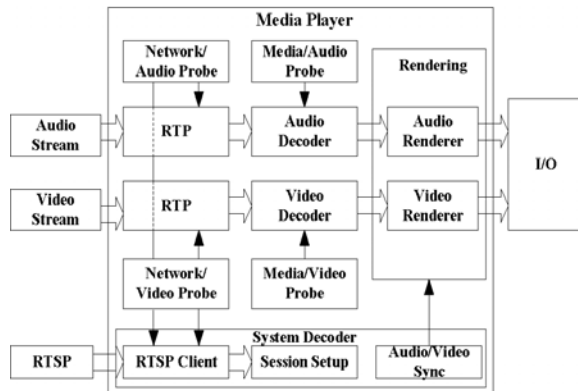 Media Player
Network/
Audio Probe
Media/Audio
Probe
Rendering
Audio
Stream
RTP
Audio
Decoder
Audio
Renderer
I/O
Video
Stream
RTP
Video
Decoder
Video
Renderer
Network/
Video Probe
Media/Video
Probe
System Decoder
RTSP
RTSP Client
Session Setup
Audio/Video
Sync